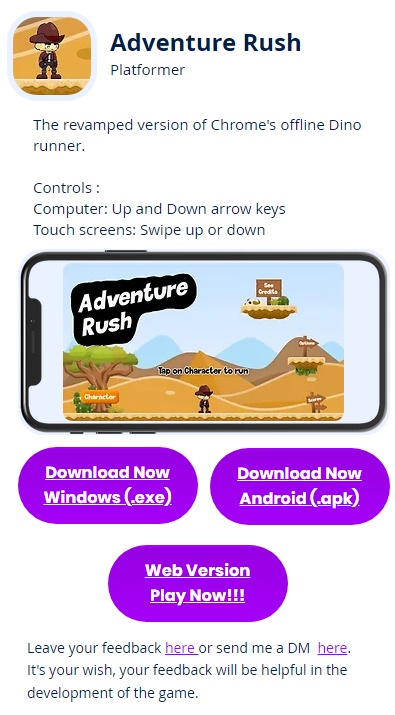 Adventure Rush
Platformer
The revamped version of Chrome's offline Dino
runner.
Controls :
Computer: Up and Down arrow keys
Touch screens: Swipe up or down
Adventure
Rush
See
Credits
Options
Tap on Character to run
Character
Download Now
Windows (.exe)
Download Now
Android (.apk)
Web Version
Play Now!!!
Leave your feedback here or send me a DM  here.
It's your wish, your feedback will be helpful in the
development of the game.